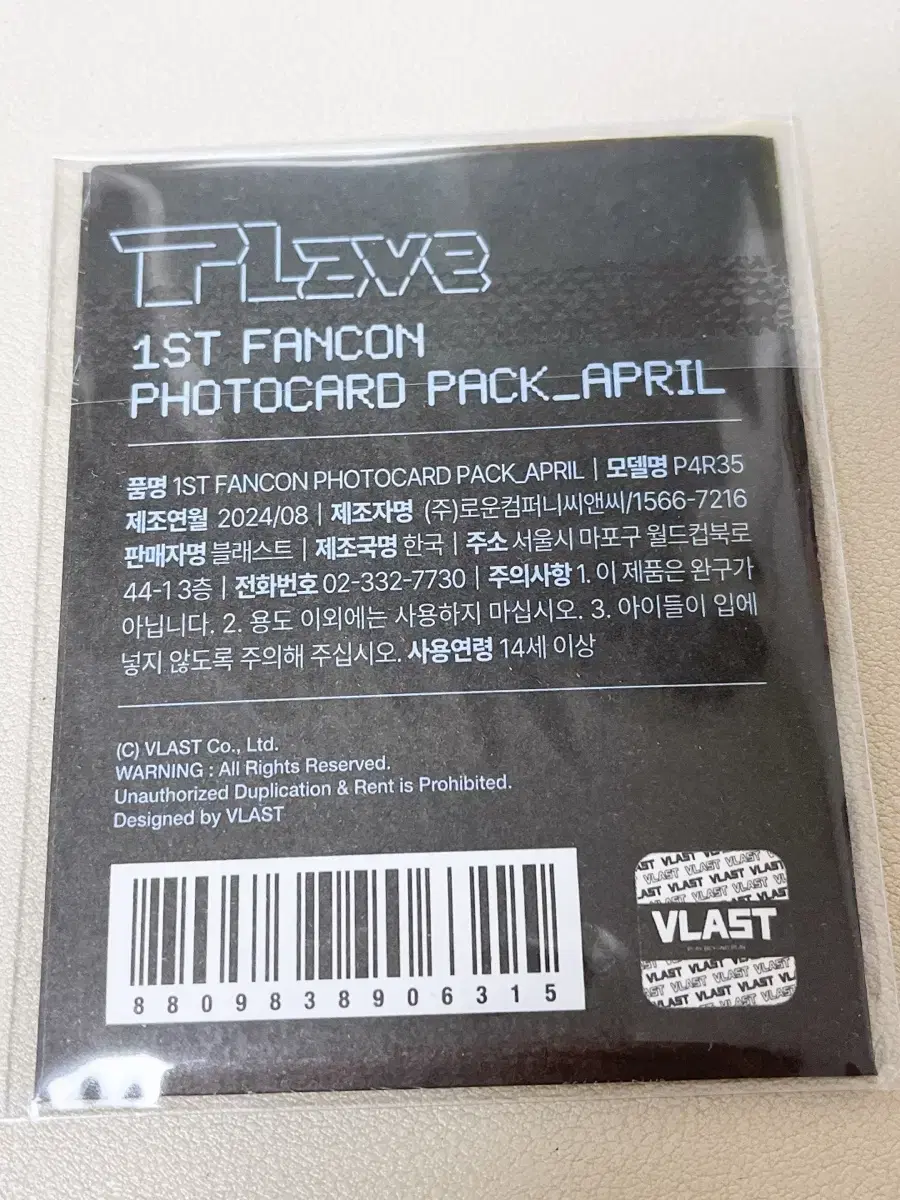 PLAVE
1ST FANCON
PHOTOCARD PACK_APRIL
품명 1ST FANCON PHOTOCARD PACK_APRIL | 모델명 P4R35
제조연월 2024/08 | 제조자명 (주)로운컴퍼니씨앤씨/1566-7216
판매자명 블래스트 | 제조국명 한국 | 주소 서울시 마포구 월드컵북로
44-1 3층 | 전화번호 02-332-7730 | 주의사항 1. 이 제품은 완구가
아닙니다. 2. 용도 이외에는 사용하지 마십시오. 3. 아이들이 입에
넣지 않도록 주의해 주십시오. 사용연령 14세 이상
(C) VLAST Co., Ltd.
WARNING : All Rights Reserved.
Unauthorized Duplication & Rent is Prohibited.
Designed by VLAST
8809838906315
VLAST